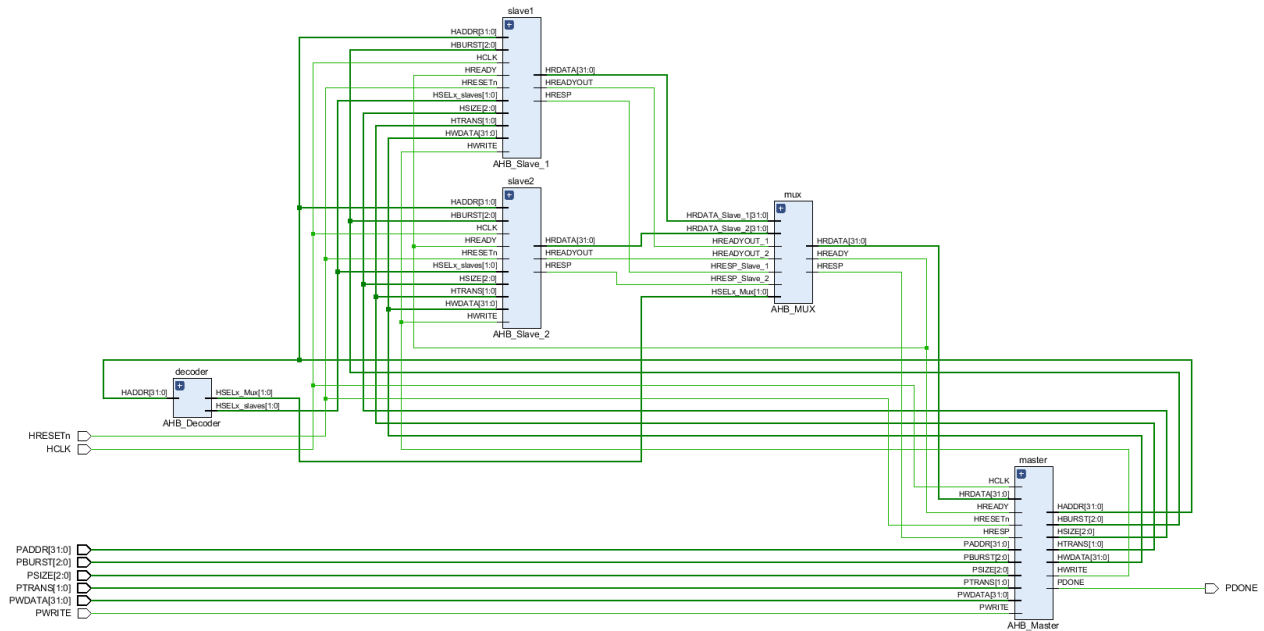 slave1
HADDR[31:0]
HBURST[2:0]
HCLK
HREADY
HRESETn
HSELx_slaves[1:0]
HSIZE[2:0]
HTRANS[1:0]
HWDATA[31:0]
HWRITE
HRDATA[31:0]
HREADYOUT
HRESP
AHB_Slave_1
slave2
HADDR[31:0]
HBURST[2:0]
HCLK
HREADY
HRESETn
HSELx_slaves[1:0]
HSIZE[2:0]
HTRANS[1:0]
HWDATA[31:0]
HWRITE
HRDATA[31:0]
HREADYOUT
HRESP
AHB_Slave_2
mux
HRDATA_Slave_1[31:0]
HRDATA_Slave_2[31:0]
HREADYOUT_1
HREADYOUT_2
HRESP_Slave_1
HRESP_Slave_2
HSELx_Mux[1:0]
HRDATA[31:0]
HREADY
HRESP
AHB_MUX
decoder
HADDR[31:0]
HSELx_Mux[1:0]
HSELx_slaves[1:0]
AHB_Decoder
HRESETn
HCLK
master
HCLK
HRDATA[31:0]
HREADY
HRESETn
HRESP
PADDR[31:0]
PBURST[2:0]
PSIZE[2:0]
PTRANS[1:0]
PWDATA[31:0]
PWRITE
HADDR[31:0]
HBURST[2:0]
HSIZE[2:0]
HTRANS[1:0]
HWDATA[31:0]
HWRITE
PDONE
AHB_Master
PADDR[31:0]
PBURST[2:0]
PSIZE[2:0]
PTRANS[1:0]
PWDATA[31:0]
PWRITE
PDONE